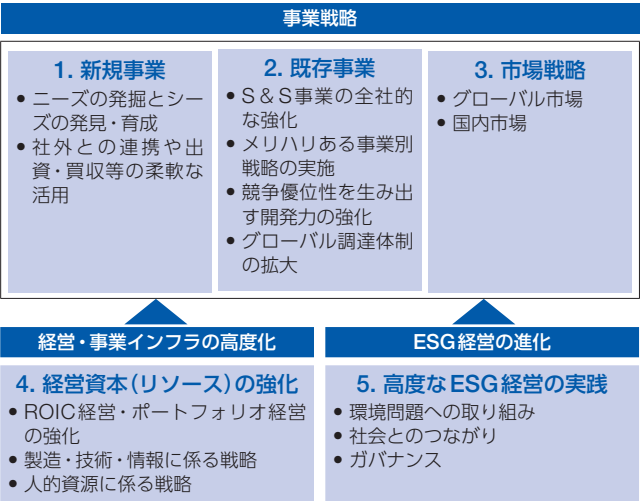 事業戦略
1. 新規事業
• ニーズの発掘とシー
ズの発見・育成
• 社外との連携や出
資・買収等の柔軟な
活用
2. 既存事業
• S＆S事業の全社的
な強化
• メリハリある事業別
戦略の実施
• 競争優位性を生み出
す開発力の強化
• グローバル調達体制
の拡大
3. 市場戦略
• グローバル市場
• 国内市場
経営・事業インフラの高度化
4. 経営資本（リソース）の強化
• ROIC経営・ポートフォリオ経営
の強化
• 製造・技術・情報に係る戦略
• 人的資源に係る戦略
ESG経営の進化
5. 高度なESG経営の実践
• 環境問題への取り組み
• 社会とのつながり
• ガバナンス